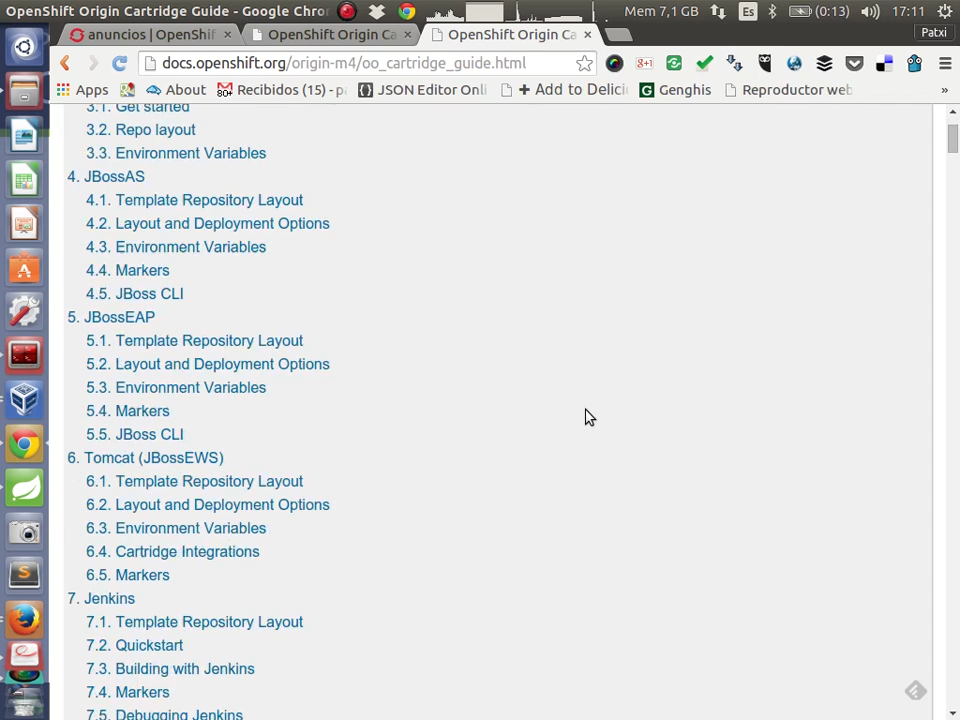 OpenShift Origin Cartridge Guide - Google Chro
Mem 7,1 GB
Es
(0:13)
17:11
anuncios | OpenShif
OpenShift Origin Ca
OpenShift Origin Ca
Patxi
docs.openshift.org/origin-m4/oo_cartridge_guide.html
Apps
About
80+
Recibidos (15) - p
JSON Editor Onli
+ Add to Delici
G
Genghis
Reproductor web
»
3.1. Get started
3.2. Repo layout
3.3. Environment Variables
4. JBossAS
4.1. Template Repository Layout
4.2. Layout and Deployment Options
4.3. Environment Variables
4.4. Markers
4.5. JBoss CLI
5. JBossEAP
5.1. Template Repository Layout
5.2. Layout and Deployment Options
5.3. Environment Variables
5.4. Markers
5.5. JBoss CLI
6. Tomcat (JBossEWS)
6.1. Template Repository Layout
6.2. Layout and Deployment Options
6.3. Environment Variables
6.4. Cartridge Integrations
6.5. Markers
7. Jenkins
7.1. Template Repository Layout
7.2. Quickstart
7.3. Building with Jenkins
7.4. Markers
7.5. Debugging Jenkins